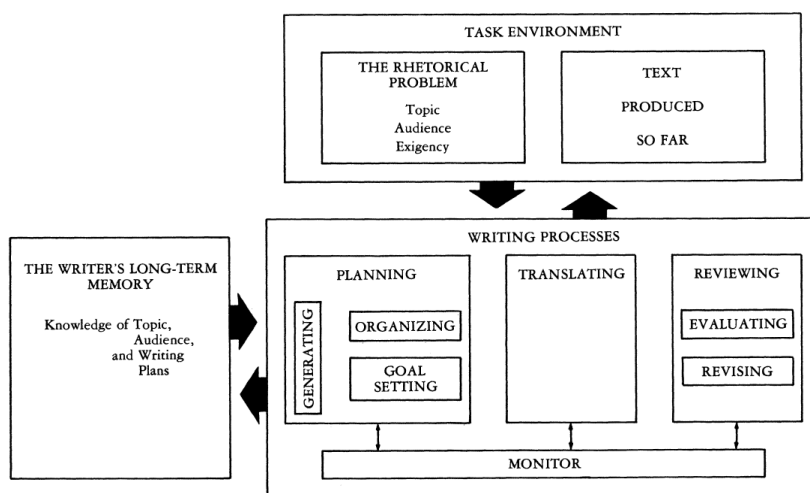 TASK ENVIRONMENT
THE RHETORICAL
PROBLEM
Topic
Audience
Exigency
TEXT
PRODUCED
SO FAR
THE WRITER'S LONG-TERM
MEMORY
Knowledge of Topic,
Audience,
and Writing
Plans
WRITING PROCESSES
PLANNING
GENERATING
ORGANIZING
GOAL
SETTING
TRANSLATING
REVIEWING
EVALUATING
REVISING
MONITOR